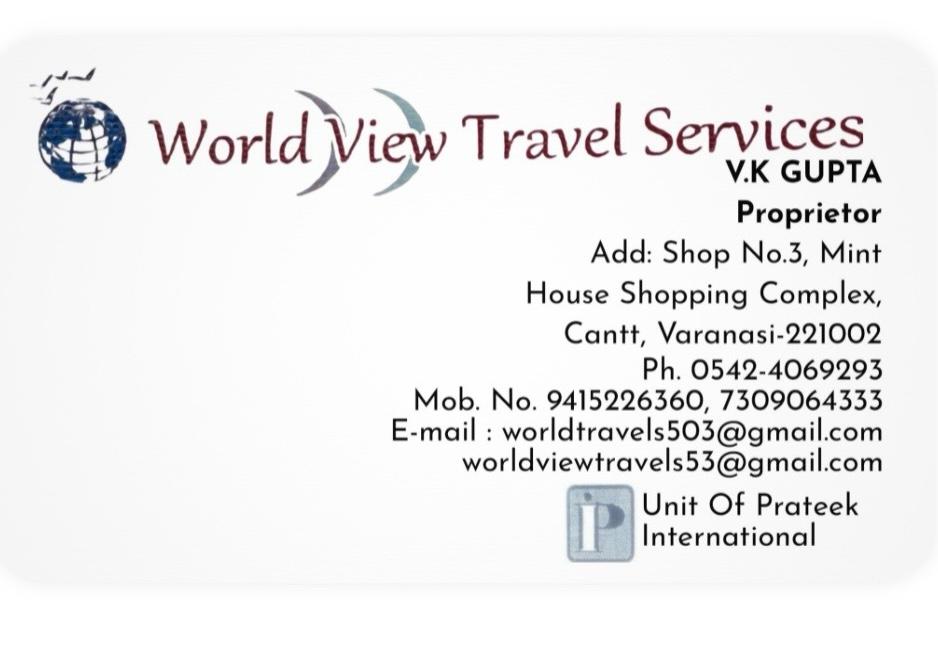 World View Travel Services
V.K GUPTA
Proprietor
Add: Shop No.3, Mint
House Shopping Complex,
Cantt, Varanasi-221002
Ph. 0542-4069293
Mob. No. 9415226360, 7309064333
E-mail : worldtravels503@gmail.com
worldviewtravels53@gmail.com
iP
Unit Of Prateek
International